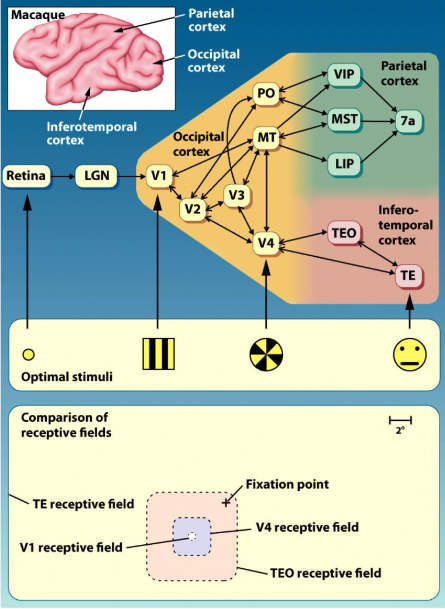 Macaque
Parietal
cortex
Occipital
cortex
Inferotemporal
cortex
Occipital
cortex
Parietal
cortex
Infero-
temporal
cortex
Retina
LGN
V1
V2
V3
V4
PO
MT
VIP
MST
LIP
7a
TEO
TE
Optimal stimuli
Comparison of
receptive fields
2°
Fixation point
TE receptive field
V4 receptive field
V1 receptive field
TEO receptive field